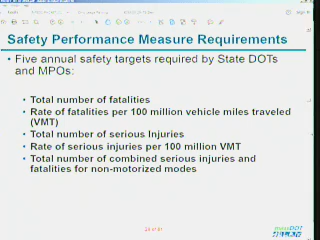 Safety Performance Measure Requirements
• Five annual safety targets required by State DOTs
and MPOs:
• Total number of fatalities
• Rate of fatalities per 100 million vehicle miles traveled
(VMT)
• Total number of serious Injuries
• Rate of serious injuries per 100 million VMT
• Total number of combined serious injuries and
fatalities for non-motorized modes
massDOT